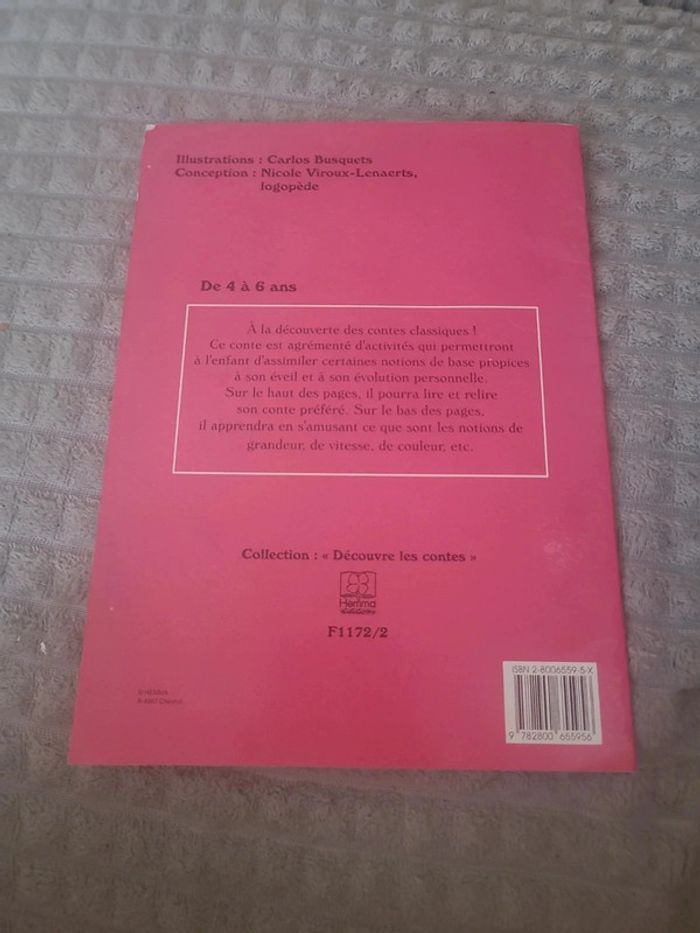 Illustrations : Carlos Busquets
Conception : Nicole Viroux-Lenaerts,
logopède
De 4 à 6 ans
À la découverte des contes classiques !
Ce conte est agrémenté d'activités qui permettront
à l'enfant d'assimiler certaines notions de base propices
à son éveil et à son évolution personnelle.
Sur le haut des pages, il pourra lire et relire
son conte préféré. Sur le bas des pages,
il apprendra en s'amusant ce que sont les notions de
grandeur, de vitesse, de couleur, etc.
Collection : « Découvre les contes »
Hemma
éditions
F1172/2
© HEMMA
ISBN 2-8006559-5-X
9 782800 655956